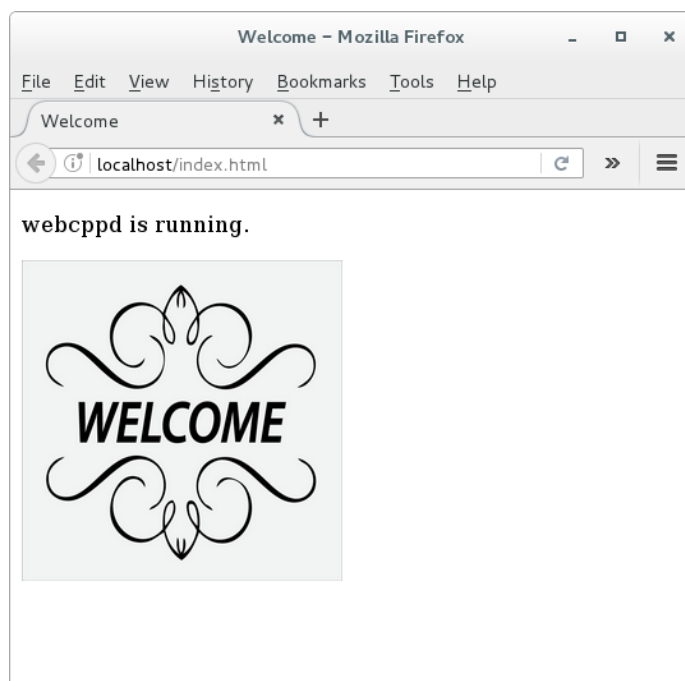 Welcome – Mozilla Firefox
File Edit View History Bookmarks Tools Help
Welcome
localhost/index.html
webcppd is running.
WELCOME